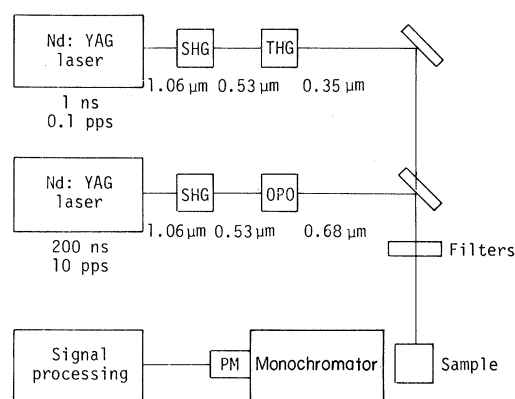 Nd: YAG
laser
SHG
THG
1.06 μm 0.53 μm 0.35 μm
1 ns
0.1 pps
Nd: YAG
laser
SHG
OPO
1.06 μm 0.53 μm 0.68 μm
200 ns
10 pps
Filters
Signal
processing
PM
Monochromator
Sample